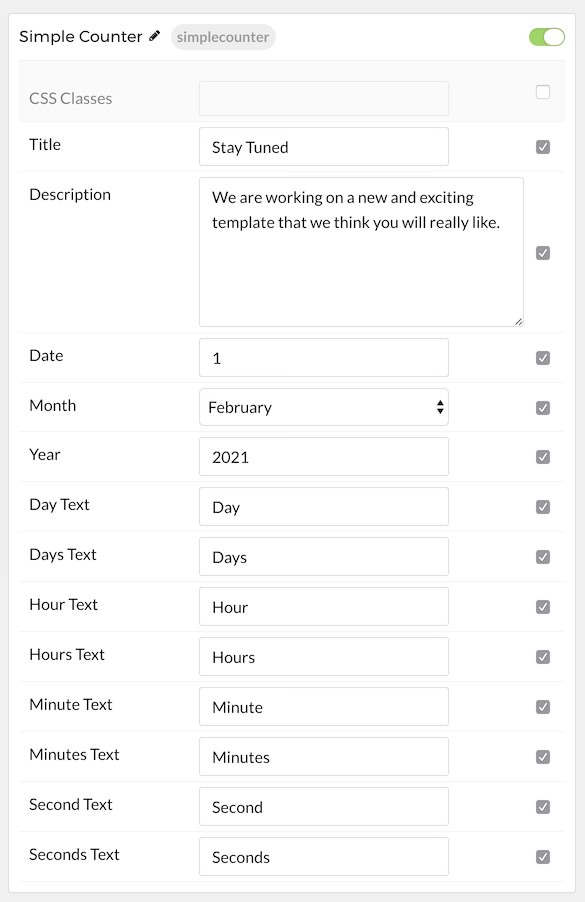 Simple Counter simplecounter
CSS Classes
Title Stay Tuned
Description We are working on a new and exciting
template that we think you will really like.
Date 1
Month February
Year 2021
Day Text Day
Days Text Days
Hour Text Hour
Hours Text Hours
Minute Text Minute
Minutes Text Minutes
Second Text Second
Seconds Text Seconds